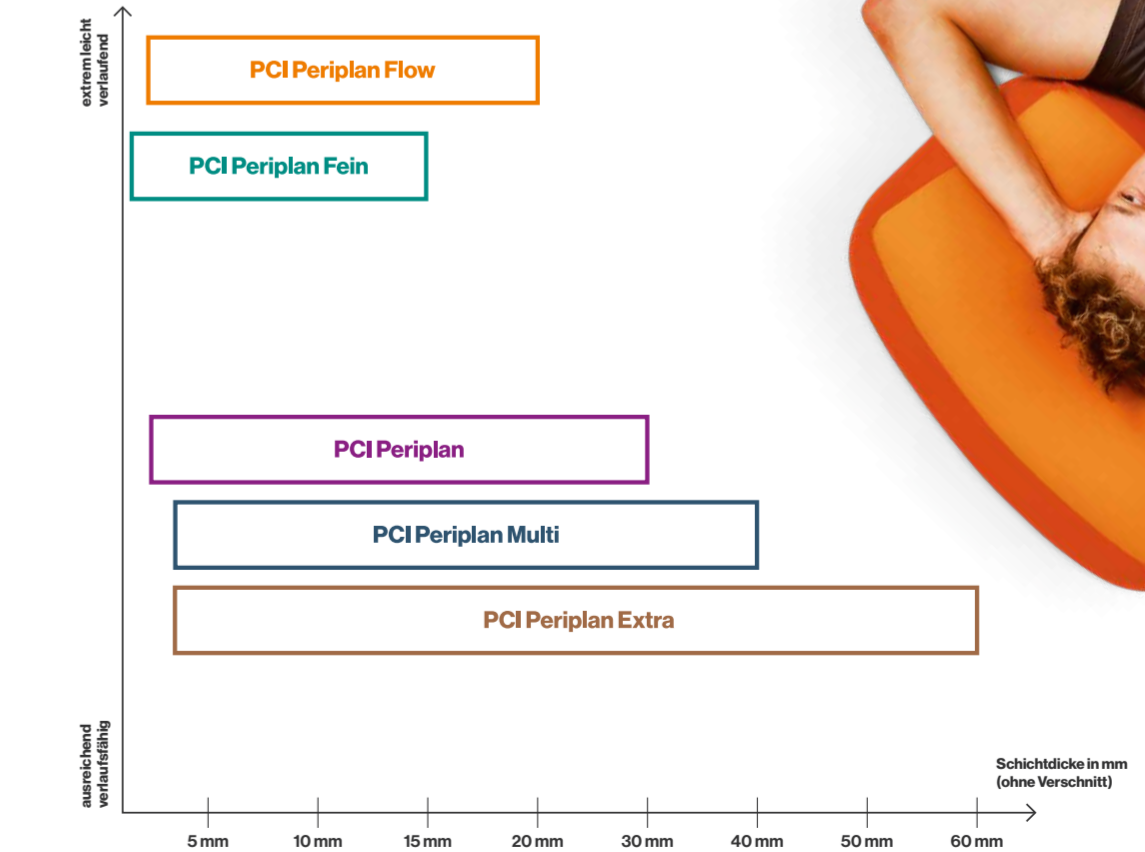 extrem leicht
verlaufend
PCI Periplan Flow
PCI Periplan Fein
PCI Periplan
PCI Periplan Multi
PCI Periplan Extra
ausreichend
verlaufsfähig
Schichtdicke in mm
(ohne Verschnitt)
5 mm
10 mm
15 mm
20 mm
30 mm
40 mm
50 mm
60 mm